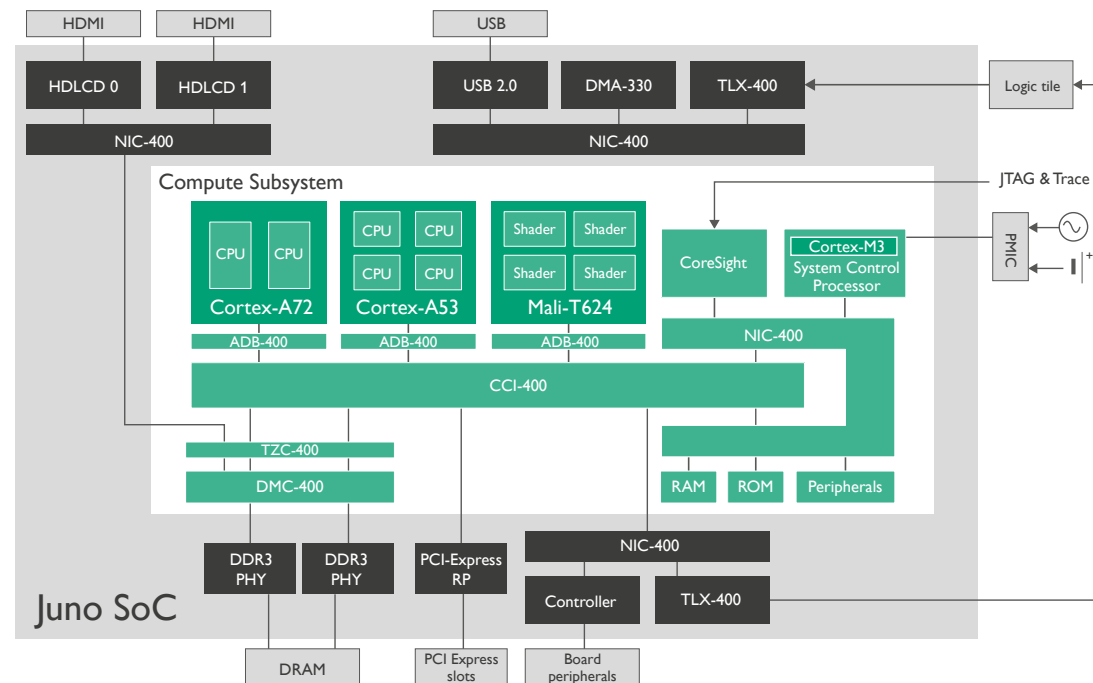 HDMI
HDMI
USB
HDLCD 0
HDLCD 1
USB 2.0
DMA-330
TLX-400
Logic tile
NIC-400
NIC-400
Compute Subsystem
JTAG & Trace
CPU
CPU
Cortex-A72
CPU
CPU
CPU
CPU
Cortex-A53
Shader
Shader
Shader
Shader
Mali-T624
CoreSight
Cortex-M3
System Control
Processor
PMIC
+
ADB-400
ADB-400
ADB-400
NIC-400
CCI-400
TZC-400
DMC-400
RAM
ROM
Peripherals
DDR3
PHY
DDR3
PHY
PCI-Express
RP
NIC-400
Controller
TLX-400
Juno SoC
DRAM
PCI Express
slots
Board
peripherals